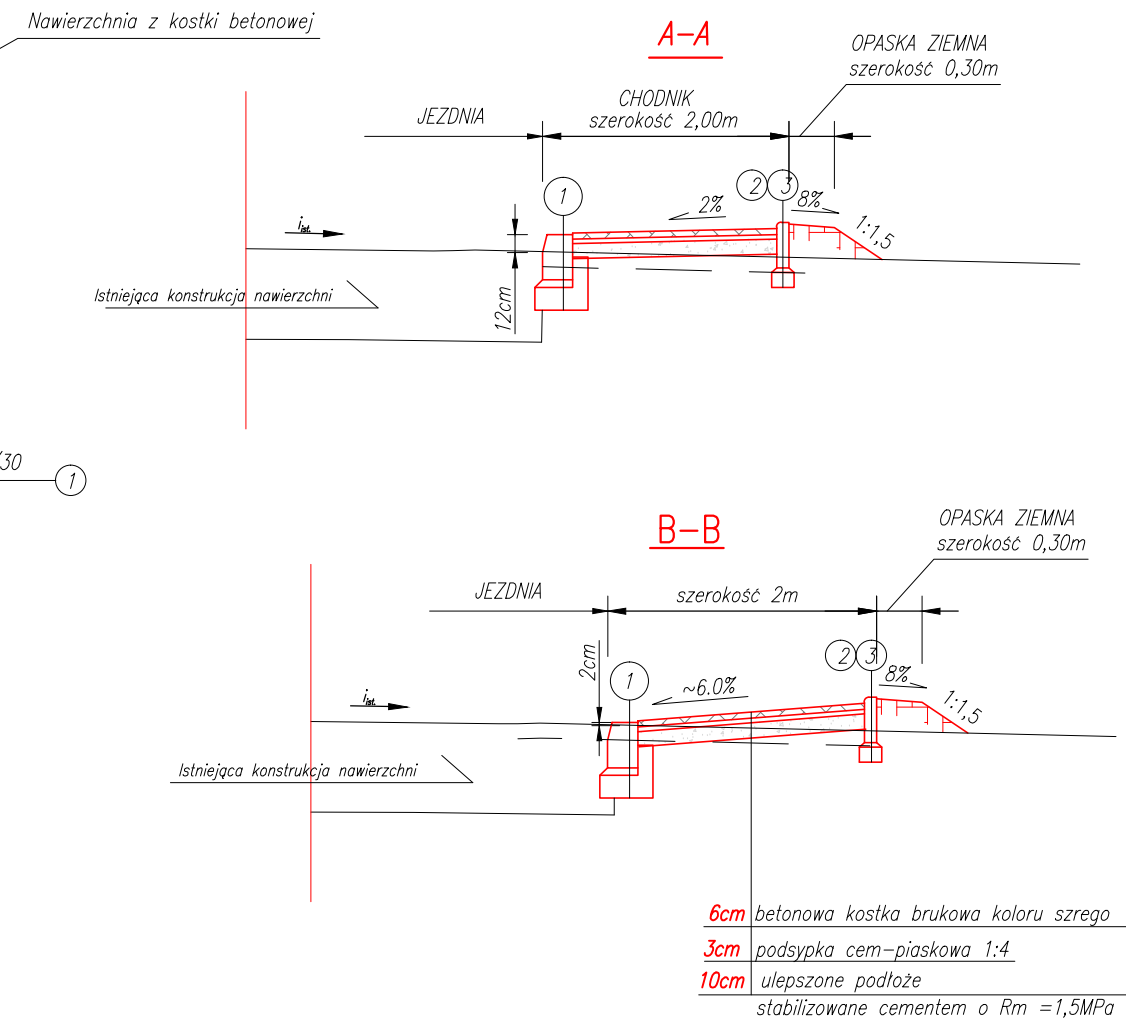 Nawierzchnia z kostki betonowej
A-A
OPASKA ZIEMNA
szerokość 0,30m
CHODNIK
szerokość 2,00m
JEZDNIA
1
2
3
8%
2%
1:1,5
i ist.
Istniejąca konstrukcja nawierzchni
12cm
/30
1
B-B
OPASKA ZIEMNA
szerokość 0,30m
JEZDNIA
szerokość 2m
2cm
1
2
3
8%
~6.0%
1:1,5
i ist.
Istniejąca konstrukcja nawierzchni
6cm betonowa kostka brukowa koloru szrego
3cm podsypka cem-piaskowa 1:4
10cm ulepszone podłoże
stabilizowane cementem o Rm =1,5MPa